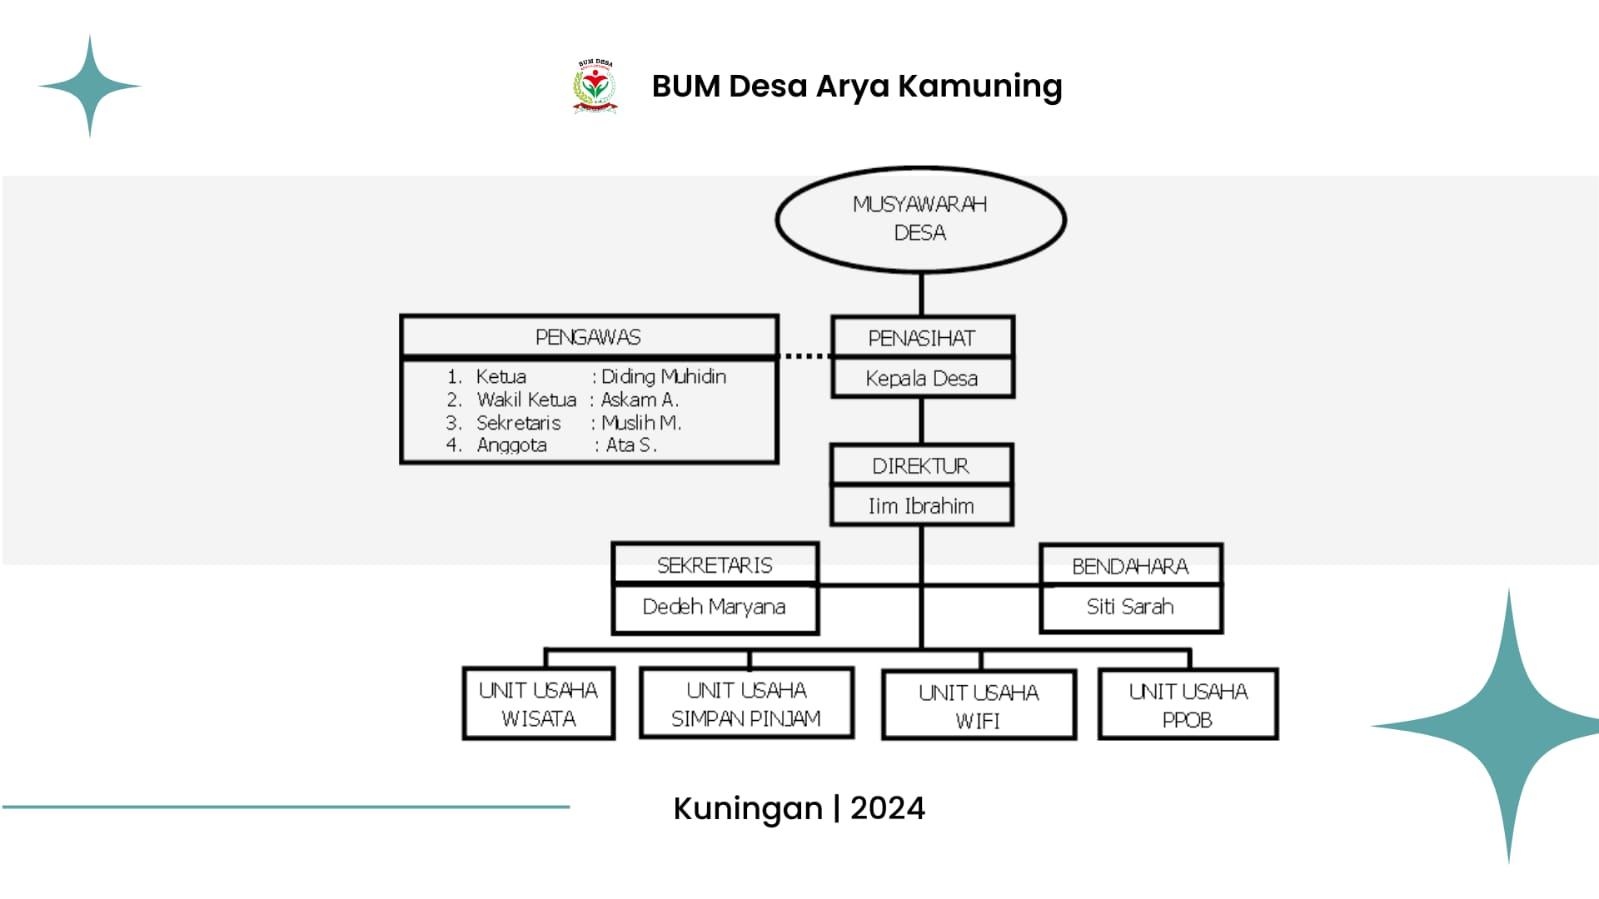 BUM DESA
BUM Desa Arya Kamuning
MUSYAWARAH
DESA
PENGAWAS
1. Ketua : Diding Muhidin
2. Wakil Ketua : Askam A.
3. Sekretaris : Muslih M.
4. Anggota : Ata S.
PENASIHAT
Kepala Desa
DIREKTUR
Iim Ibrahim
SEKRETARIS
Dedeh Maryana
BENDAHARA
Siti Sarah
UNIT USAHA
WISATA
UNIT USAHA
SIMPAN PINJAM
UNIT USAHA
WIFI
UNIT USAHA
PPOB
Kuningan | 2024